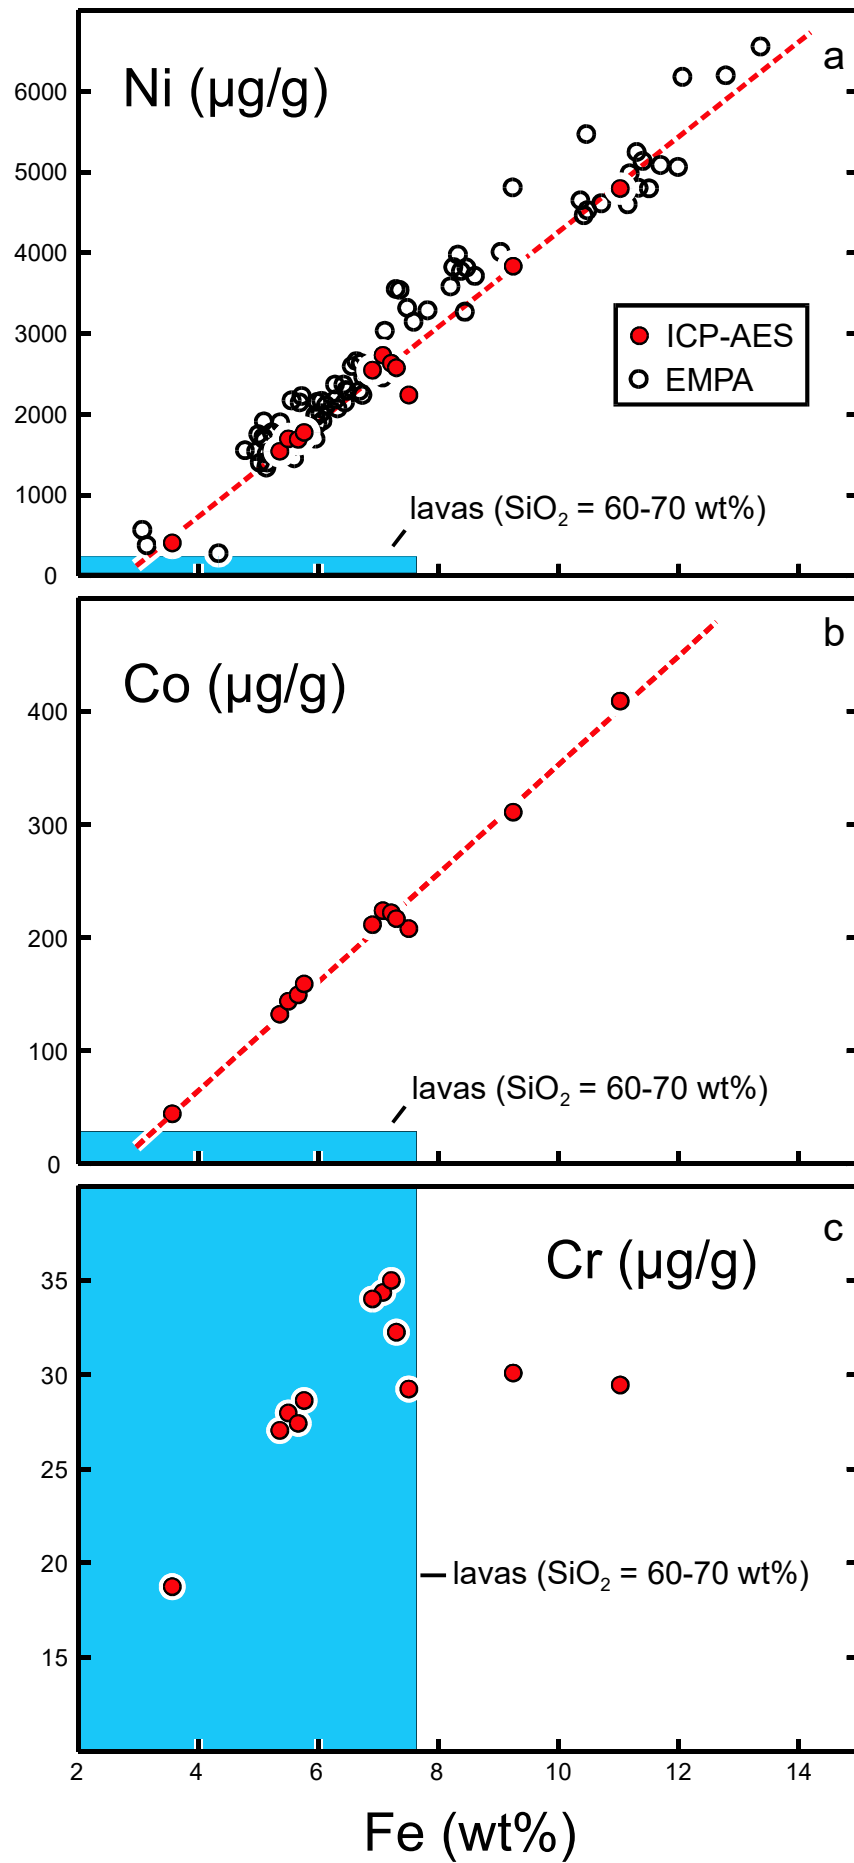 a
Ni (µg/g)
6000
5000
4000
3000
2000
1000
0
ICP-AES
EMPA
lavas (SiO₂ = 60-70 wt%)
b
Co (µg/g)
400
300
200
100
0
lavas (SiO₂ = 60-70 wt%)
c
Cr (µg/g)
35
30
25
20
15
lavas (SiO₂ = 60-70 wt%)
2 4 6 8 10 12 14
Fe (wt%)